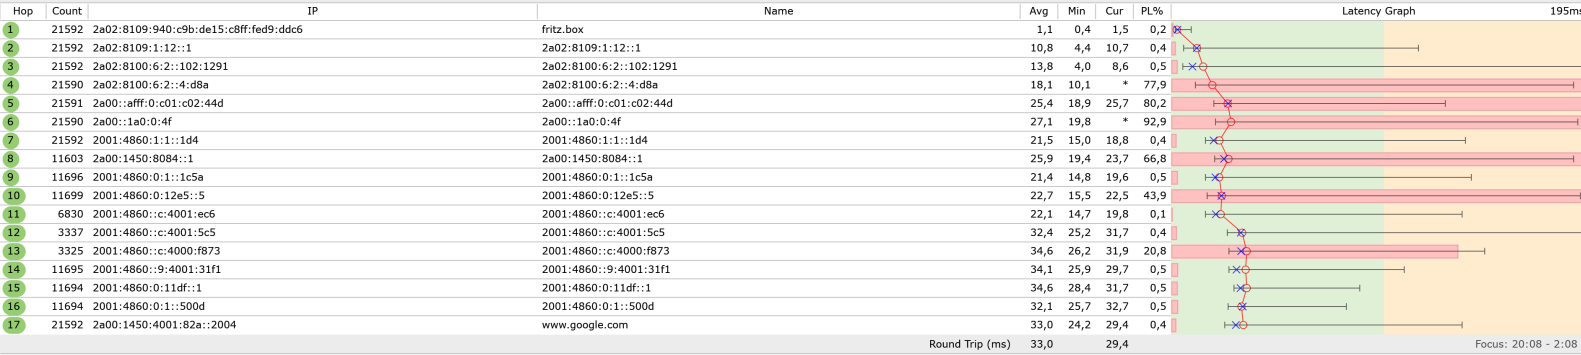 Hop Count IP Name Avg Min Cur PL% Latency Graph 195ms
1 21592 2a02:8109:940:c9b:de15:c8ff:fed9:ddc6 fritz.box 1,1 0,4 1,5 0,2
2 21592 2a02:8109:1:12::1 2a02:8109:1:12::1 10,8 4,4 10,7 0,4
3 21592 2a02:8100:6:2::102:1291 2a02:8100:6:2::102:1291 13,8 4,0 8,6 0,5
4 21590 2a02:8100:6:2::4:d8a 2a02:8100:6:2::4:d8a 18,1 10,1 * 77,9
5 21591 2a00::afff:0:c01:c02:44d 2a00::afff:0:c01:c02:44d 25,4 18,9 25,7 80,2
6 21590 2a00::1a0:0:4f 2a00::1a0:0:4f 27,1 19,8 * 92,9
7 21592 2001:4860:1:1::1d4 2001:4860:1:1::1d4 21,5 15,0 18,8 0,4
8 11603 2a00:1450:8084::1 2a00:1450:8084::1 25,9 19,4 23,7 66,8
9 11696 2001:4860:0:1::1c5a 2001:4860:0:1::1c5a 21,4 14,8 19,6 0,5
10 11699 2001:4860:0:12e5::5 2001:4860:0:12e5::5 22,7 15,5 22,5 43,9
11 6830 2001:4860::c:4001:ec6 2001:4860::c:4001:ec6 22,1 14,7 19,8 0,1
12 3337 2001:4860::c:4001:5c5 2001:4860::c:4001:5c5 32,4 25,2 31,7 0,4
13 3325 2001:4860::c:4000:f873 2001:4860::c:4000:f873 34,6 26,2 31,9 20,8
14 11695 2001:4860::9:4001:31f1 2001:4860::9:4001:31f1 34,1 25,9 29,7 0,5
15 11694 2001:4860:0:11df::1 2001:4860:0:11df::1 34,6 28,4 31,7 0,5
16 11694 2001:4860:0:1::500d 2001:4860:0:1::500d 32,1 25,7 32,7 0,5
17 21592 2a00:1450:4001:82a::2004 www.google.com 33,0 24,2 29,4 0,4
Round Trip (ms) 33,0 29,4 Focus: 20:08 - 2:08